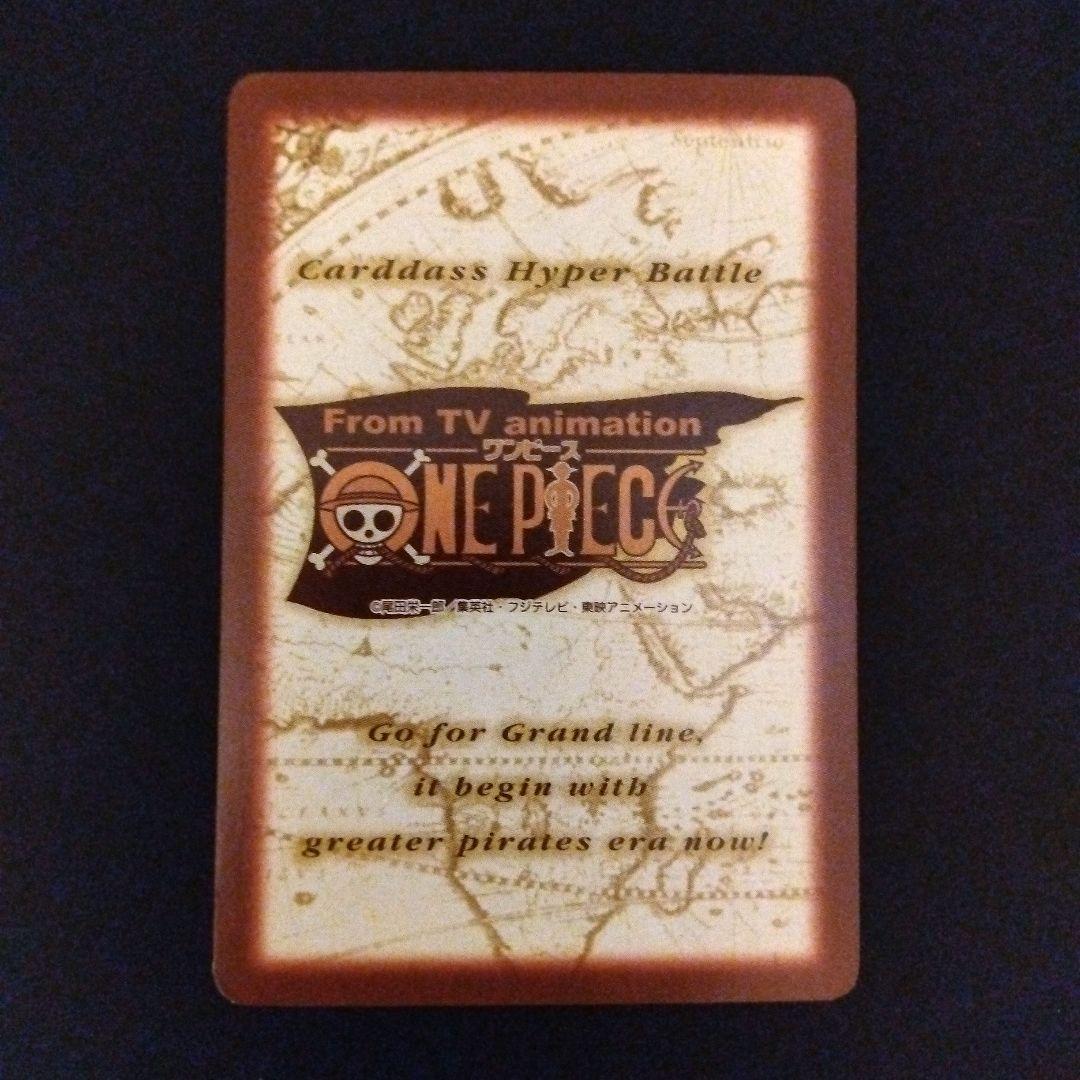 Septentrio
Carddass Hyper Battle
From TV animation
ワンピース
ONE PIECE
©尾田栄一郎／集英社・フジテレビ・東映アニメーション
Go for Grand line,
it begin with
greater pirates era now!